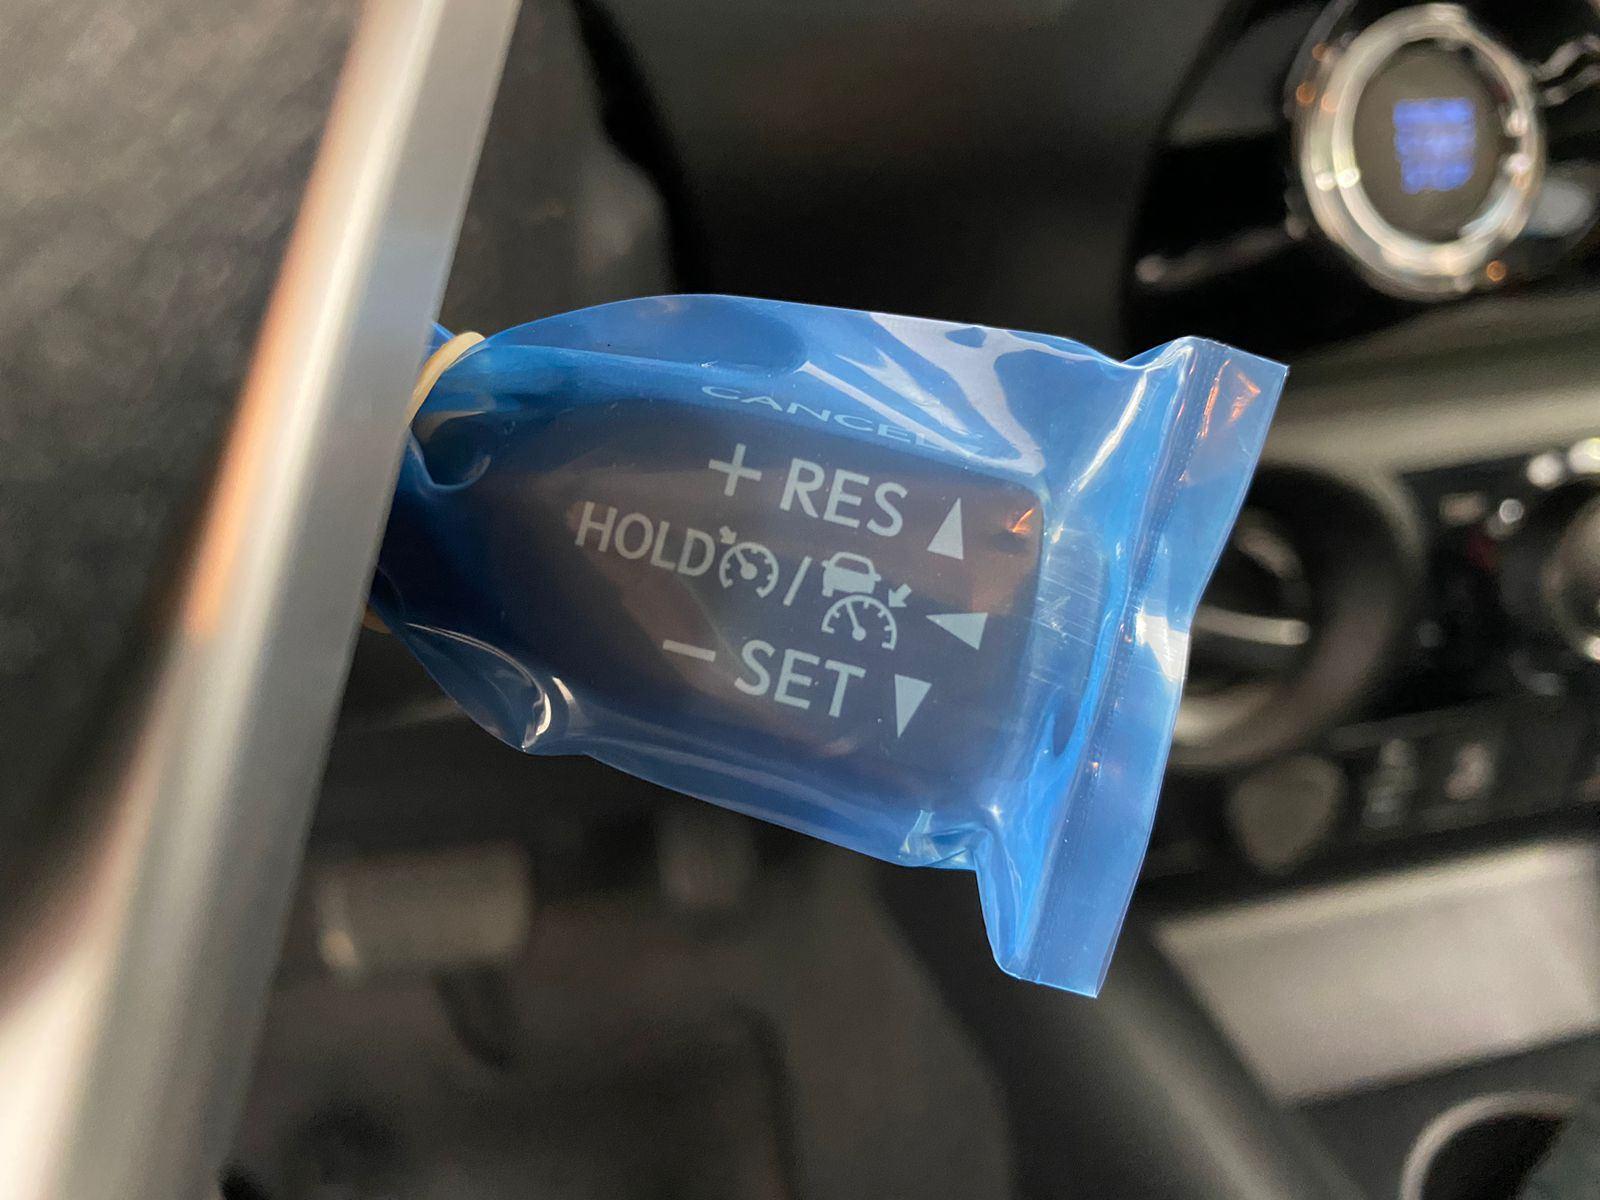 CANCEL
+ RES ▲
HOLD / ◀
− SET ▼